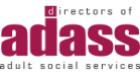 directors of
adass
adult social services